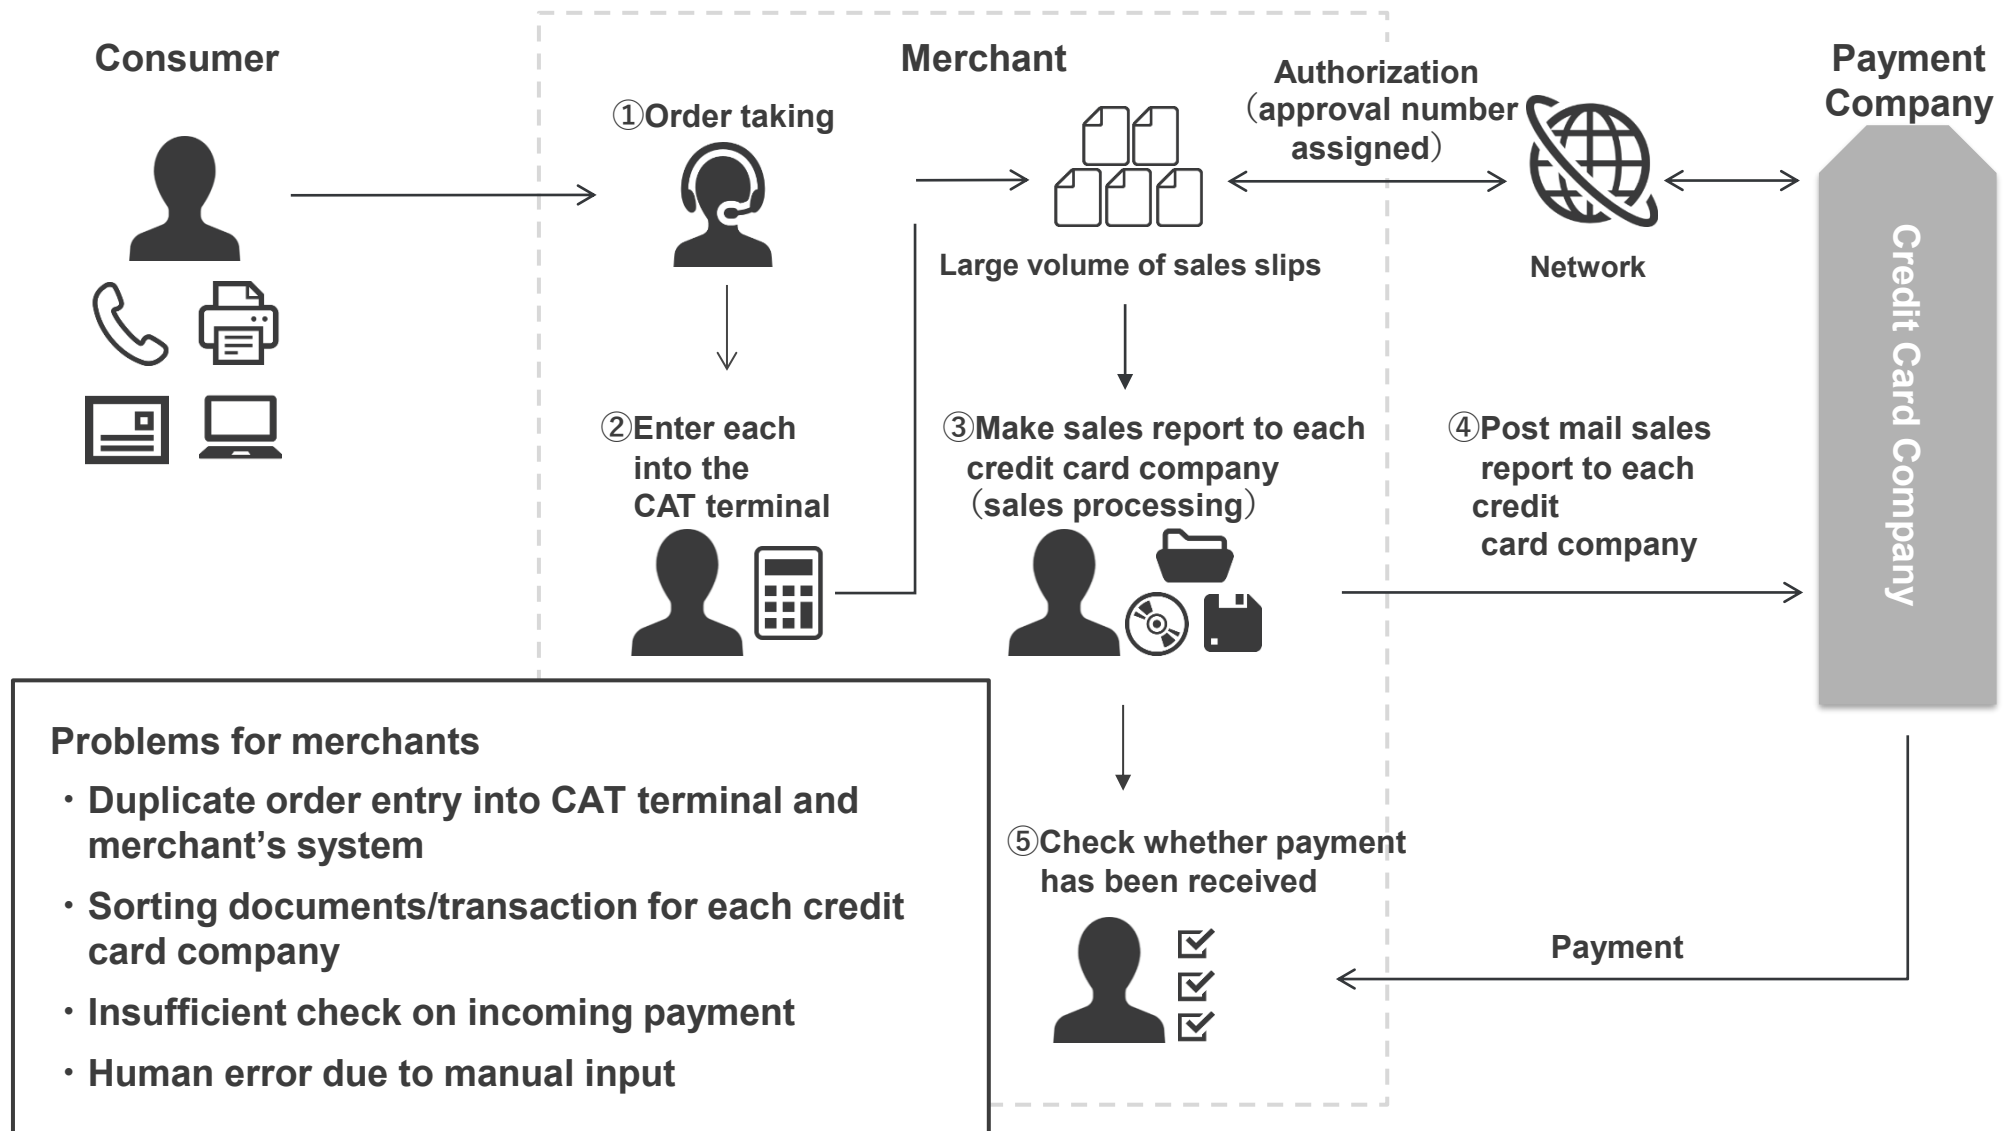 Consumer
Merchant
Payment
Company
①Order taking
Authorization
（approval number
assigned）
Large volume of sales slips
Network
Credit Card Company
②Enter each
into the
CAT terminal
③Make sales report to each
credit card company
（sales processing）
④Post mail sales
report to each
credit
card company
⑤Check whether payment
has been received
Payment
Problems for merchants
・Duplicate order entry into CAT terminal and
merchant’s system
・Sorting documents/transaction for each credit
card company
・Insufficient check on incoming payment
・Human error due to manual input